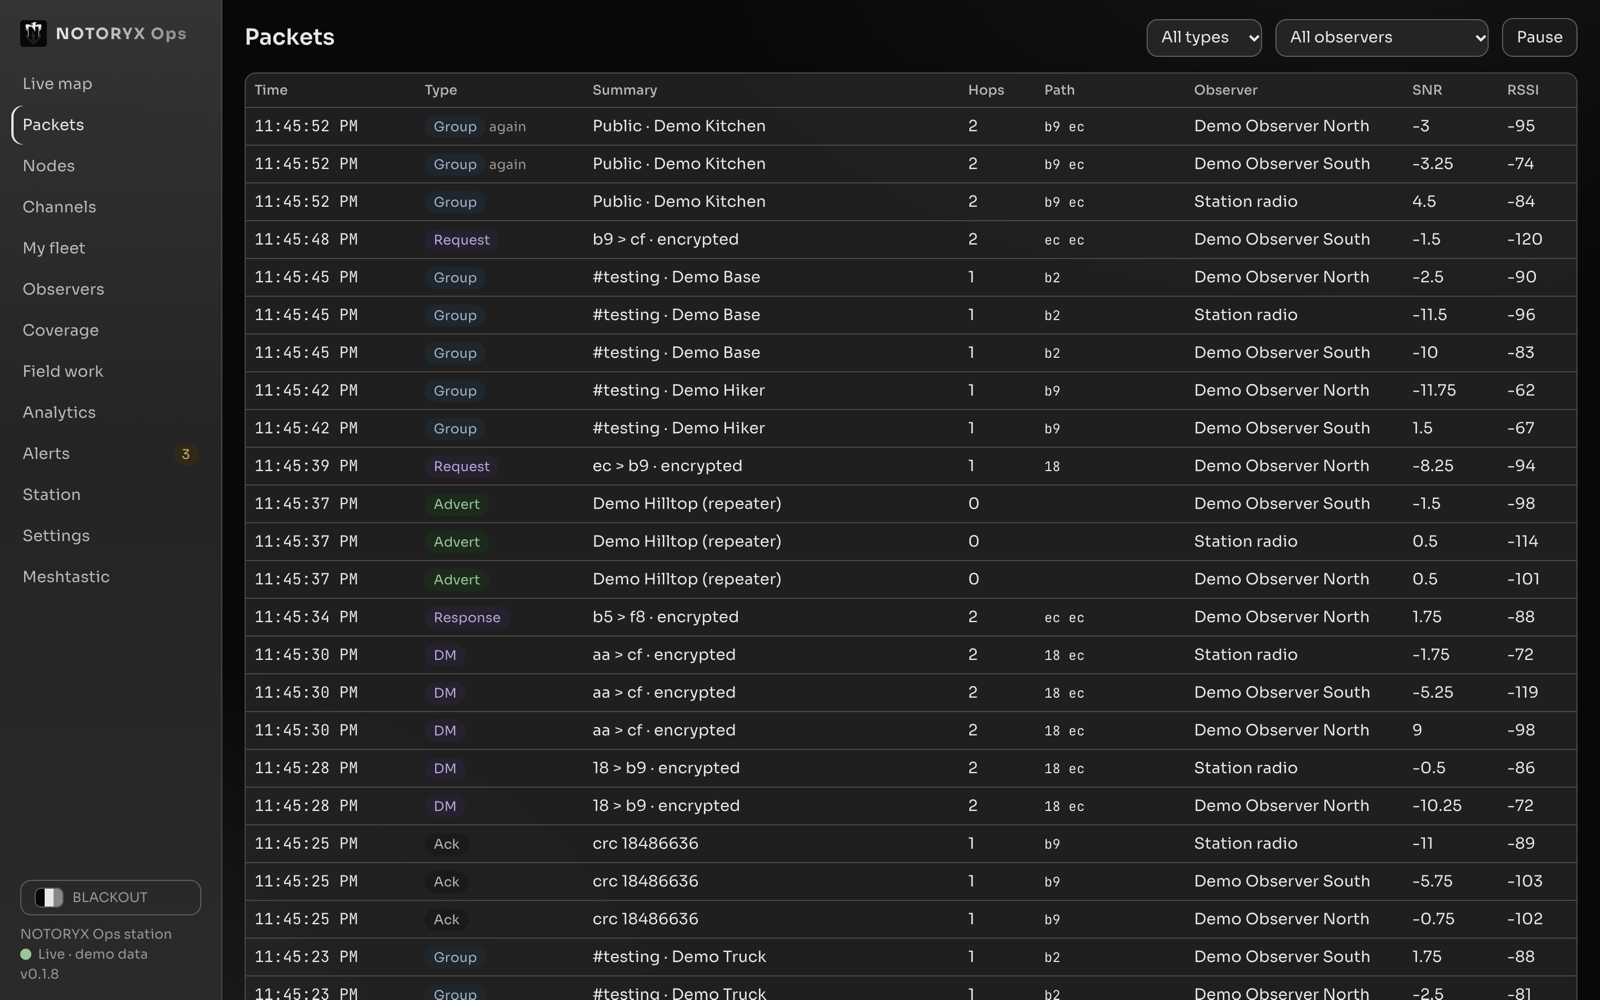 NOTORYX Ops
Live map
Packets
Nodes
Channels
My fleet
Observers
Coverage
Field work
Analytics
Alerts 3
Station
Settings
Meshtastic
BLACKOUT
NOTORYX Ops station
Live · demo data
v0.1.8
Packets
All types All observers Pause
Time Type Summary Hops Path Observer SNR RSSI
11:45:52 PM Group again Public · Demo Kitchen 2 b9 ec Demo Observer North -3 -95
11:45:52 PM Group again Public · Demo Kitchen 2 b9 ec Demo Observer South -3.25 -74
11:45:52 PM Group Public · Demo Kitchen 2 b9 ec Station radio 4.5 -84
11:45:48 PM Request b9 > cf · encrypted 2 ec ec Demo Observer South -1.5 -120
11:45:45 PM Group #testing · Demo Base 1 b2 Demo Observer North -2.5 -90
11:45:45 PM Group #testing · Demo Base 1 b2 Station radio -11.5 -96
11:45:45 PM Group #testing · Demo Base 1 b2 Demo Observer South -10 -83
11:45:42 PM Group #testing · Demo Hiker 1 b9 Demo Observer North -11.75 -62
11:45:42 PM Group #testing · Demo Hiker 1 b9 Demo Observer South 1.5 -67
11:45:39 PM Request ec > b9 · encrypted 1 18 Demo Observer North -8.25 -94
11:45:37 PM Advert Demo Hilltop (repeater) 0 Demo Observer South -1.5 -98
11:45:37 PM Advert Demo Hilltop (repeater) 0 Station radio 0.5 -114
11:45:37 PM Advert Demo Hilltop (repeater) 0 Demo Observer North 0.5 -101
11:45:34 PM Response b5 > f8 · encrypted 2 ec ec Demo Observer North 1.75 -88
11:45:30 PM DM aa > cf · encrypted 2 18 ec Station radio -1.75 -72
11:45:30 PM DM aa > cf · encrypted 2 18 ec Demo Observer South -5.25 -119
11:45:30 PM DM aa > cf · encrypted 2 18 ec Demo Observer North 9 -98
11:45:28 PM DM 18 > b9 · encrypted 2 18 ec Station radio -0.5 -86
11:45:28 PM DM 18 > b9 · encrypted 2 18 ec Demo Observer North -10.25 -72
11:45:25 PM Ack crc 18486636 1 b9 Station radio -11 -89
11:45:25 PM Ack crc 18486636 1 b9 Demo Observer South -5.75 -103
11:45:25 PM Ack crc 18486636 1 b9 Demo Observer North -0.75 -102
11:45:23 PM Group #testing · Demo Truck 1 b2 Demo Observer South 1.75 -88
11:45:23 PM Group #testing · Demo Truck 1 b2 Demo Observer North -2.5 -81